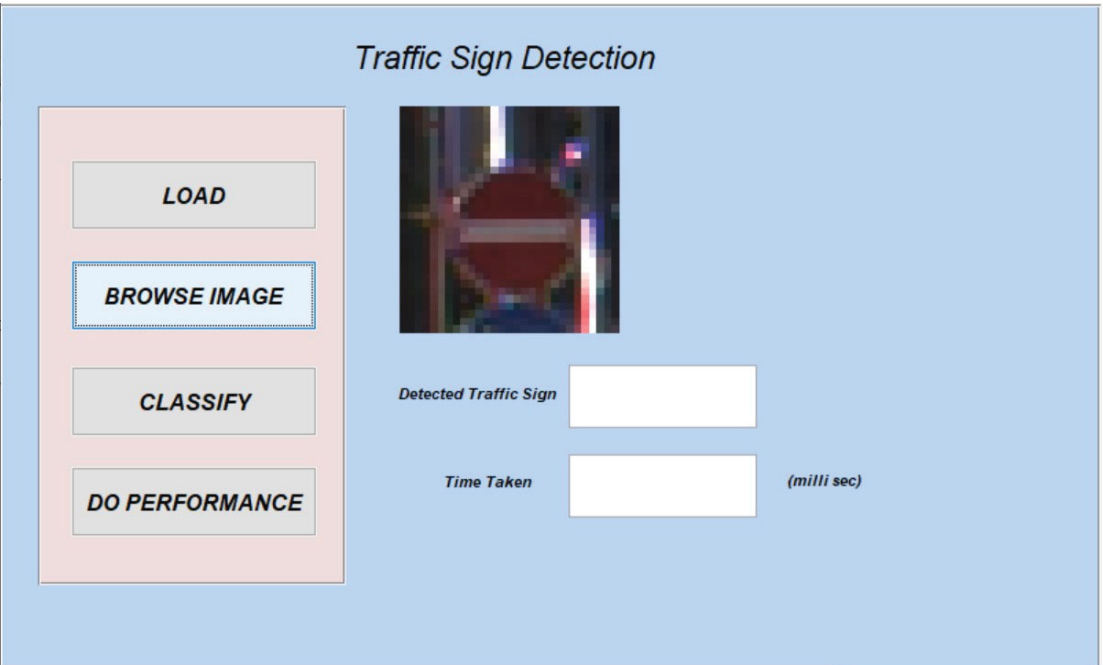 Traffic Sign Detection
LOAD
BROWSE IMAGE
CLASSIFY
DO PERFORMANCE
Detected Traffic Sign
Time Taken
(milli sec)